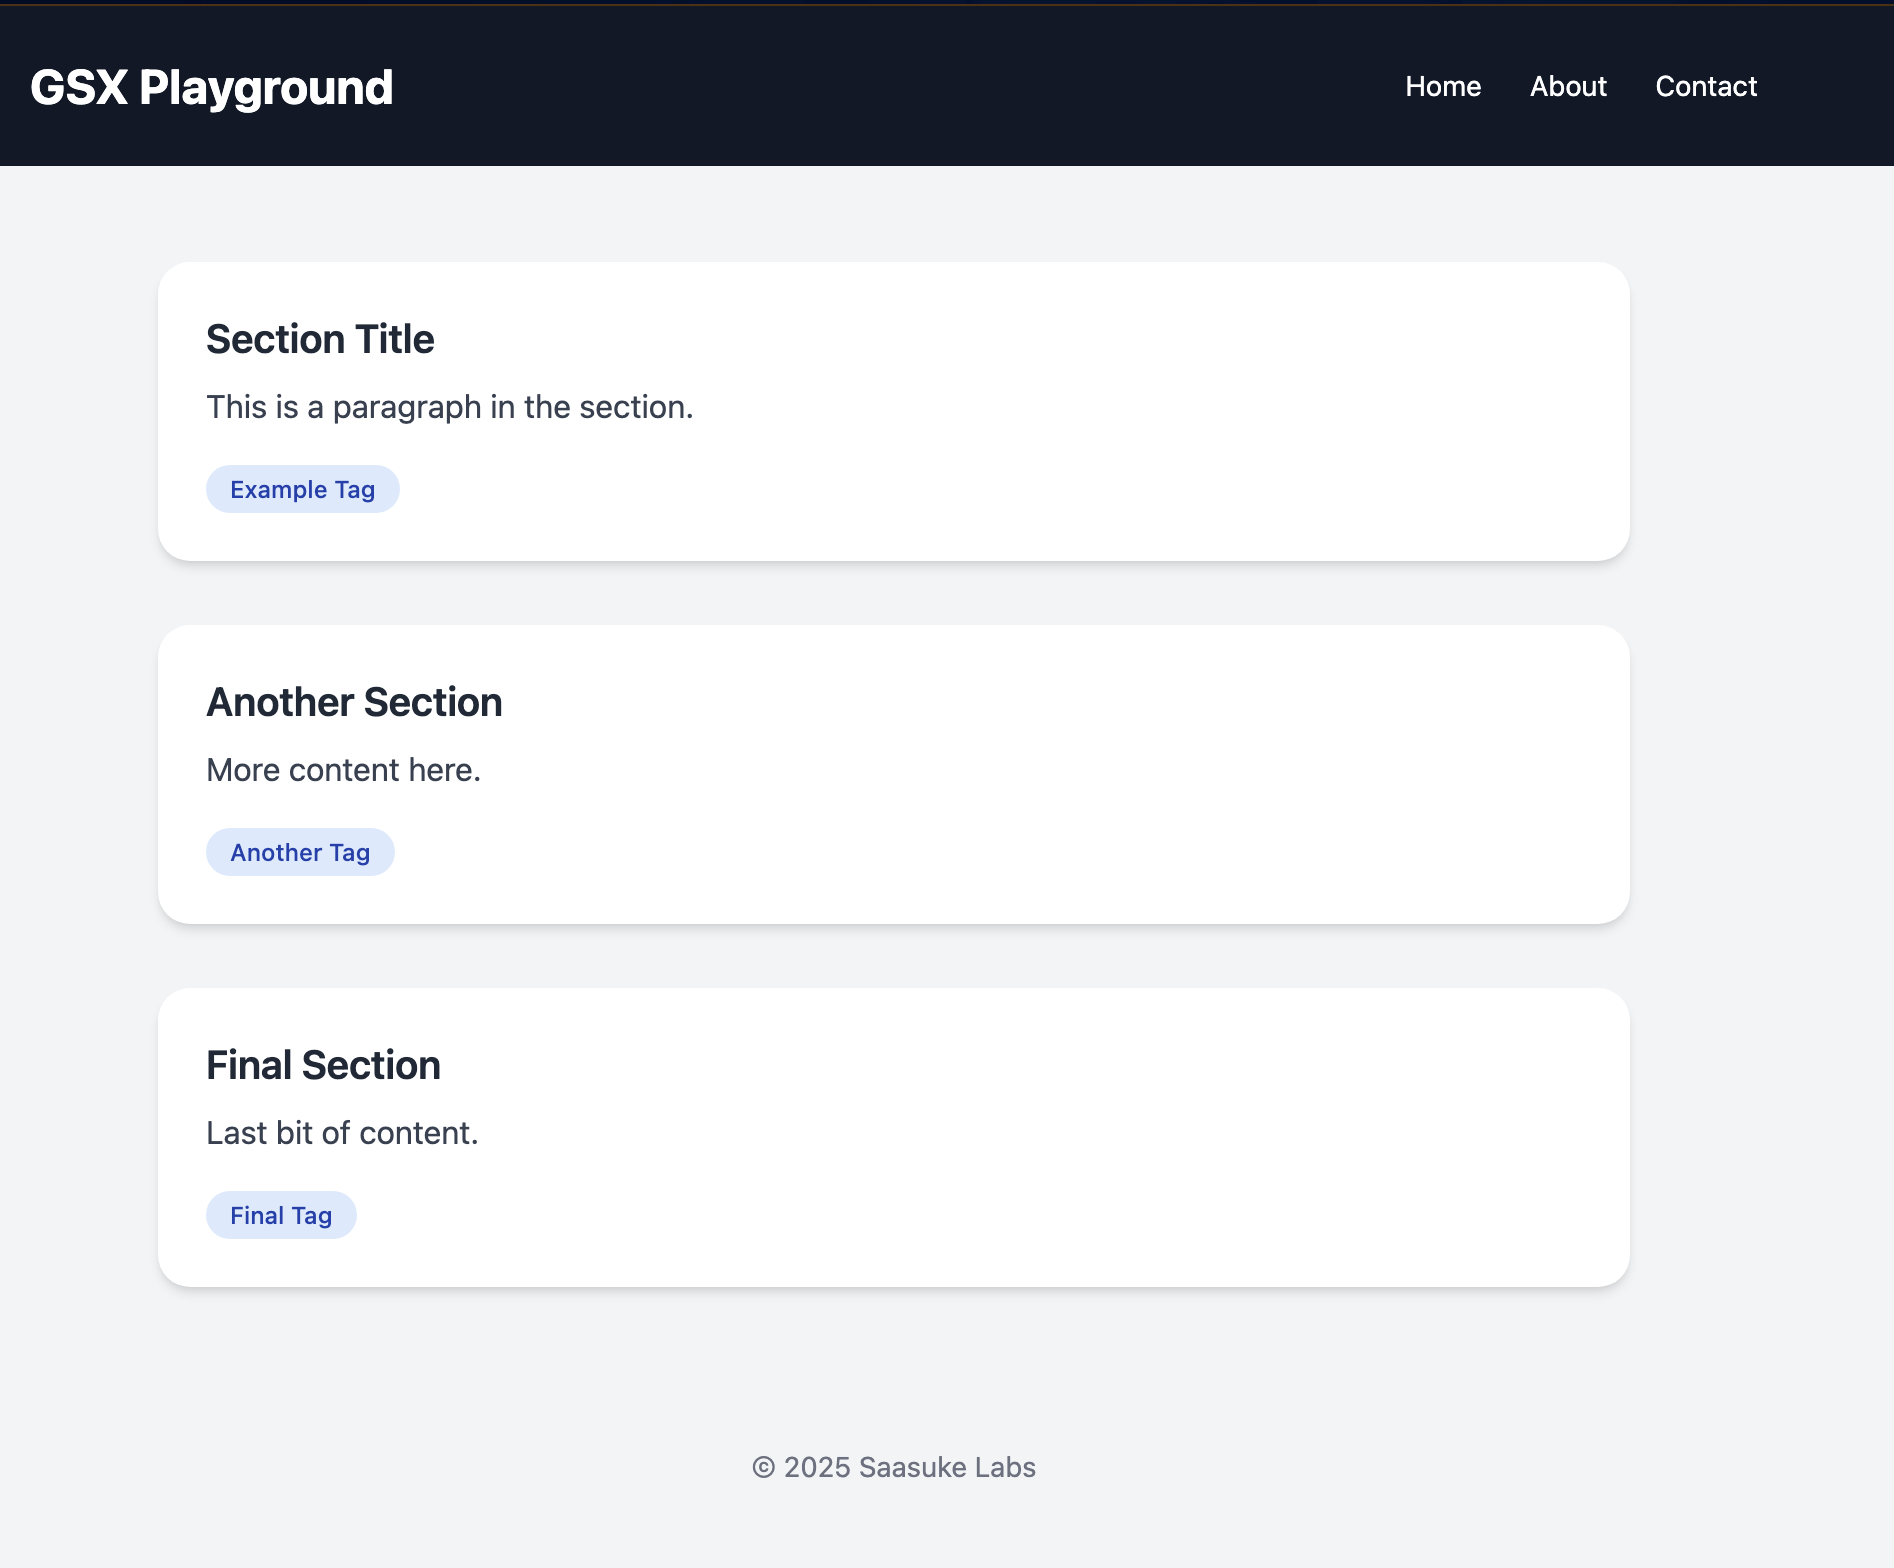 GSX Playground
Home About Contact
Section Title
This is a paragraph in the section.
Example Tag
Another Section
More content here.
Another Tag
Final Section
Last bit of content.
Final Tag
© 2025 Saasuke Labs